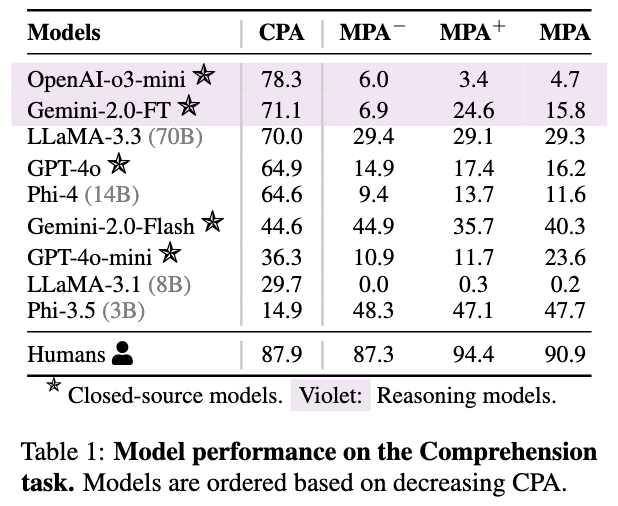 Models CPA MPA⁻ MPA⁺ MPA
OpenAI-o3-mini ✯ 78.3 6.0 3.4 4.7
Gemini-2.0-FT ✯ 71.1 6.9 24.6 15.8
LLaMA-3.3 (70B) 70.0 29.4 29.1 29.3
GPT-4o ✯ 64.9 14.9 17.4 16.2
Phi-4 (14B) 64.6 9.4 13.7 11.6
Gemini-2.0-Flash ✯ 44.6 44.9 35.7 40.3
GPT-4o-mini ✯ 36.3 10.9 11.7 23.6
LLaMA-3.1 (8B) 29.7 0.0 0.3 0.2
Phi-3.5 (3B) 14.9 48.3 47.1 47.7
Humans 87.9 87.3 94.4 90.9
✯ Closed-source models. Violet: Reasoning models.
Table 1: Model performance on the Comprehension
task. Models are ordered based on decreasing CPA.